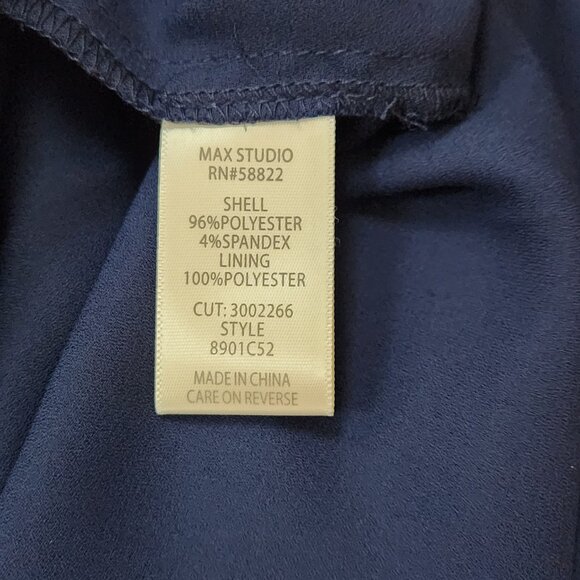 MAX STUDIO
RN#58822
SHELL
96%POLYESTER
4%SPANDEX
LINING
100%POLYESTER
CUT: 3002266
STYLE
8901C52
MADE IN CHINA
CARE ON REVERSE